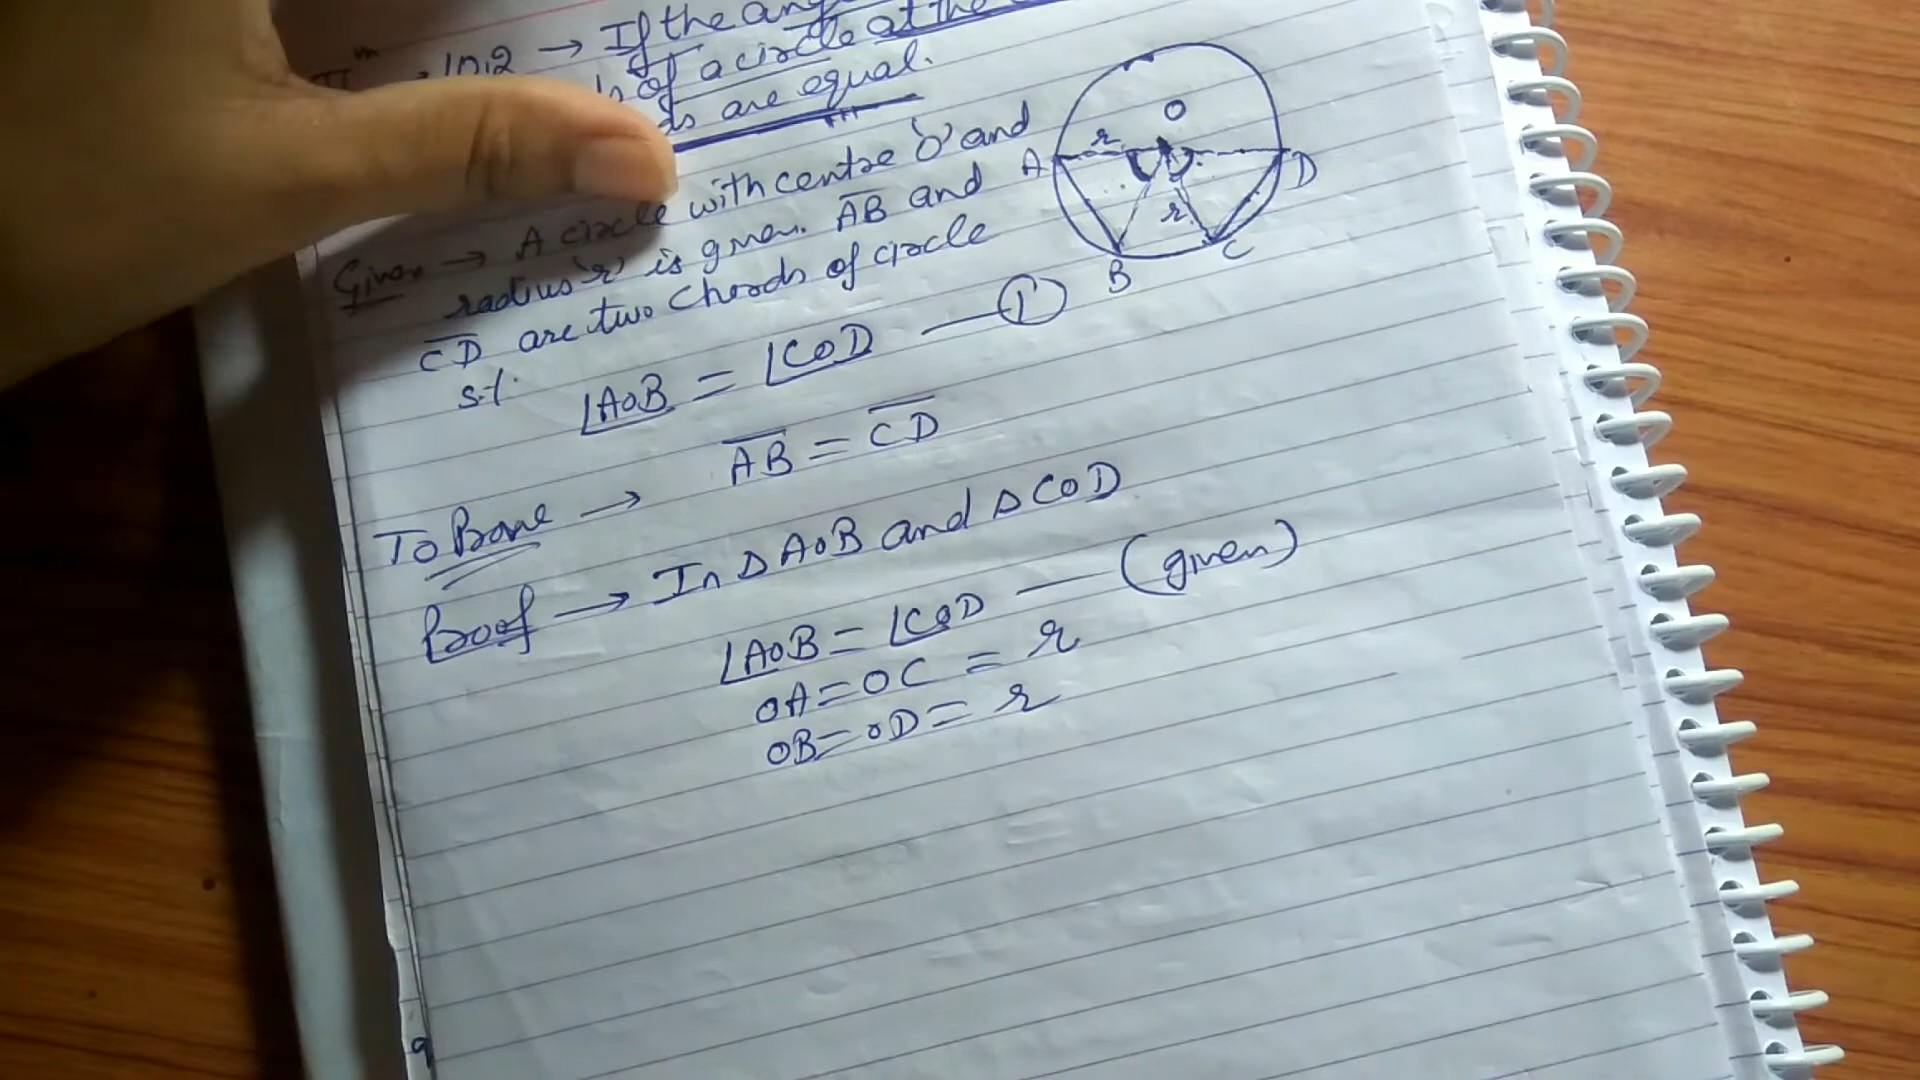 10.2 → If the
of a circle at the
are equal.
Given → A circle with centre 'O' and
radius 'r' is given. AB and
CD are two chords of circle
s.t.
∠AOB = ∠COD — ①
To Prove → AB = CD
Proof → In Δ AOB and Δ COD
∠AOB = ∠COD — (given)
OA = OC = r
OB = OD = r
O
r
A
D
r
B
C